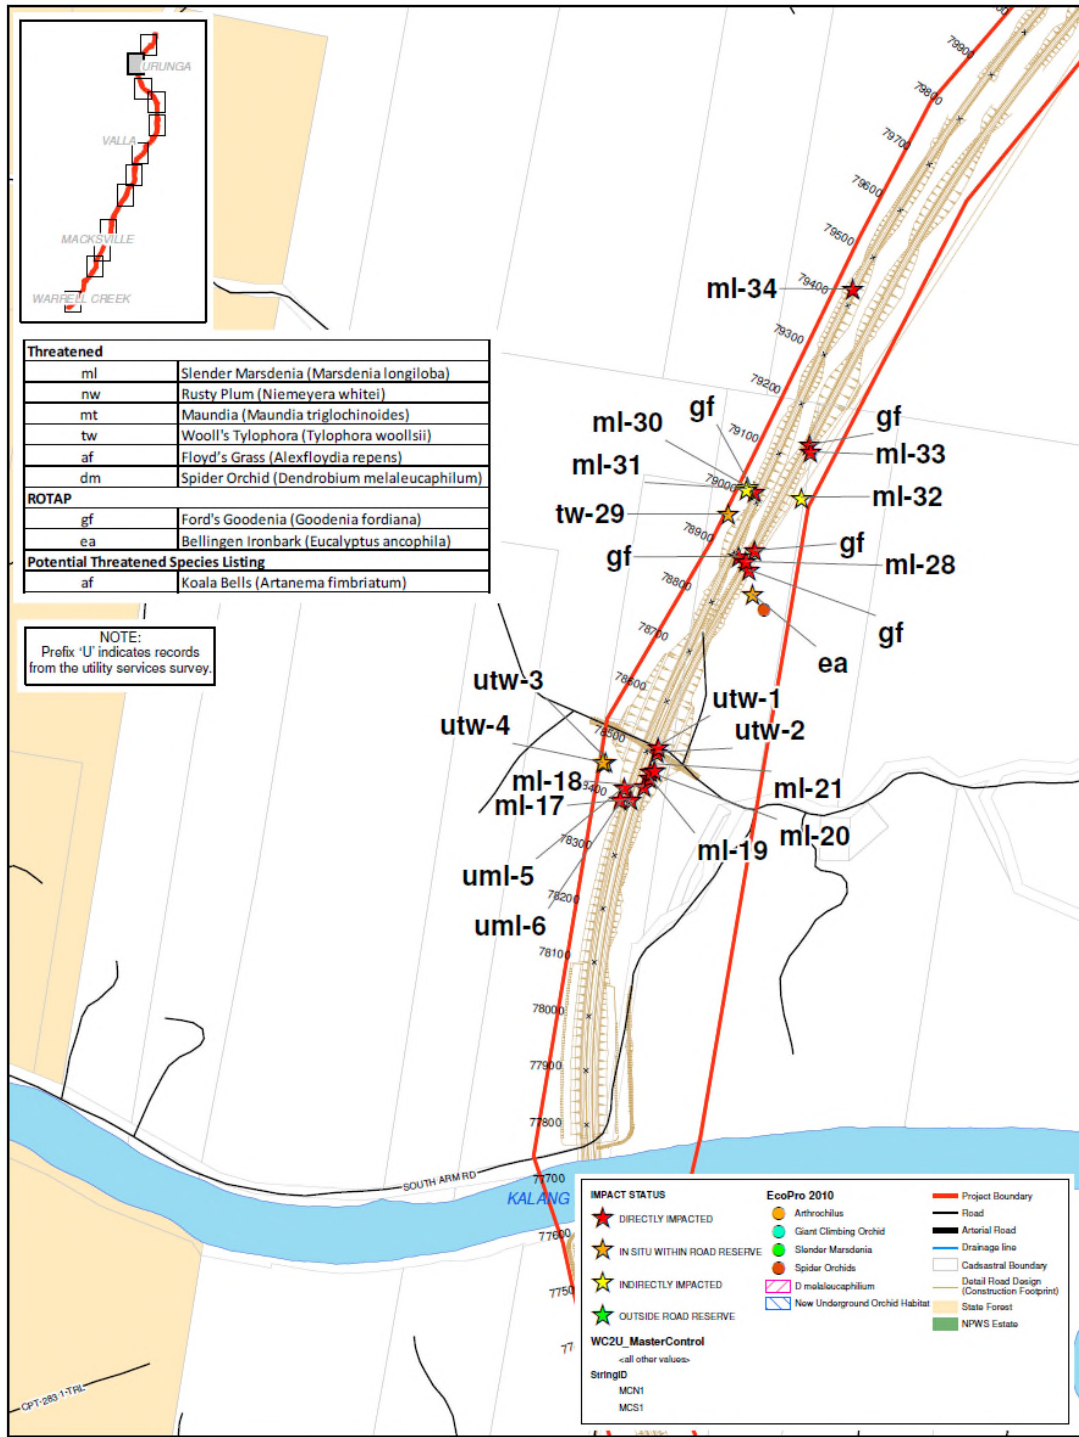 URUNGA
VALLA
MACKSVILLE
WARRELL CREEK
79900
79800
79700
79600
79500
79400
ml-34
79300
79200
Threatened
ml Slender Marsdenia (Marsdenia longiloba)
nw Rusty Plum (Niemeyera whitei)
mt Maundia (Maundia triglochinoides)
tw Wooll's Tylophora (Tylophora woollsii)
af Floyd's Grass (Alexfloydia repens)
dm Spider Orchid (Dendrobium melaleucaphilum)
ROTAP
gf Ford's Goodenia (Goodenia fordiana)
ea Bellingen Ironbark (Eucalyptus ancophila)
Potential Threatened Species Listing
af Koala Bells (Artanema fimbriatum)
gf
ml-30
79100
gf
ml-33
ml-31
79000
ml-32
tw-29
78900
gf
gf
ml-28
78800
gf
NOTE:
Prefix 'U' indicates records
from the utility services survey.
78700
ea
utw-3
78600
utw-1
utw-4
78500
utw-2
ml-18
ml-21
ml-17
ml-20
78300
ml-19
uml-5
78200
uml-6
78100
78000
77900
77800
SOUTH ARM RD
77700
KALANG
77600
CPT-283 1-TRL
IMPACT STATUS
DIRECTLY IMPACTED
IN SITU WITHIN ROAD RESERVE
INDIRECTLY IMPACTED
OUTSIDE ROAD RESERVE
WC2U_MasterControl
<all other values>
StringID
MCN1
MCS1
EcoPro 2010
Arthrochilus
Giant Climbing Orchid
Slender Marsdenia
Spider Orchids
D melaleucaphilium
New Underground Orchid Habitat
Project Boundary
Road
Arterial Road
Drainage line
Cadsastral Boundary
Detail Road Design
(Construction Footprint)
State Forest
NPWS Estate